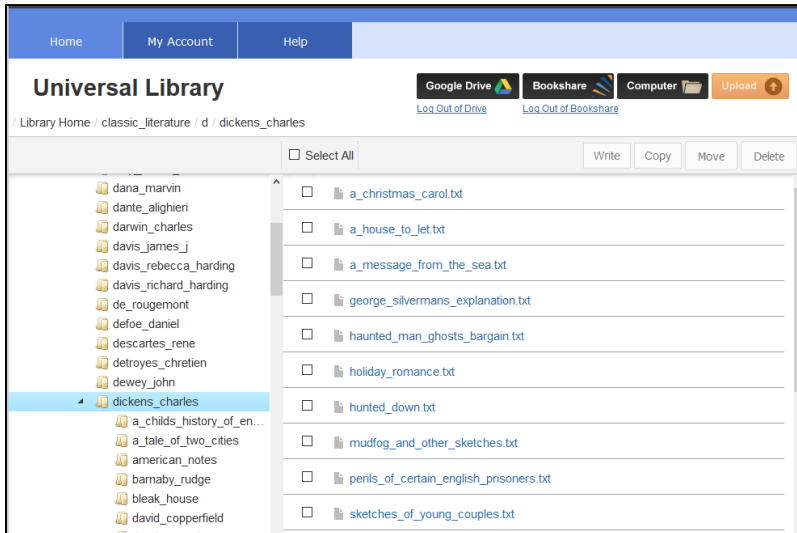 Home My Account Help
Universal Library
Google Drive Bookshare Computer Upload
Log Out of Drive Log Out of Bookshare
/ Library Home / classic_literature / d / dickens_charles
Select All Write Copy Move Delete
dana_marvin
dante_alighieri
darwin_charles
davis_james_j
davis_rebecca_harding
davis_richard_harding
de_rougemont
defoe_daniel
descartes_rene
detroyes_chretien
dewey_john
dickens_charles
a_childs_history_of_en...
a_tale_of_two_cities
american_notes
barnaby_rudge
bleak_house
david_copperfield
a_christmas_carol.txt
a_house_to_let.txt
a_message_from_the_sea.txt
george_silvermans_explanation.txt
haunted_man_ghosts_bargain.txt
holiday_romance.txt
hunted_down.txt
mudfog_and_other_sketches.txt
perils_of_certain_english_prisoners.txt
sketches_of_young_couples.txt